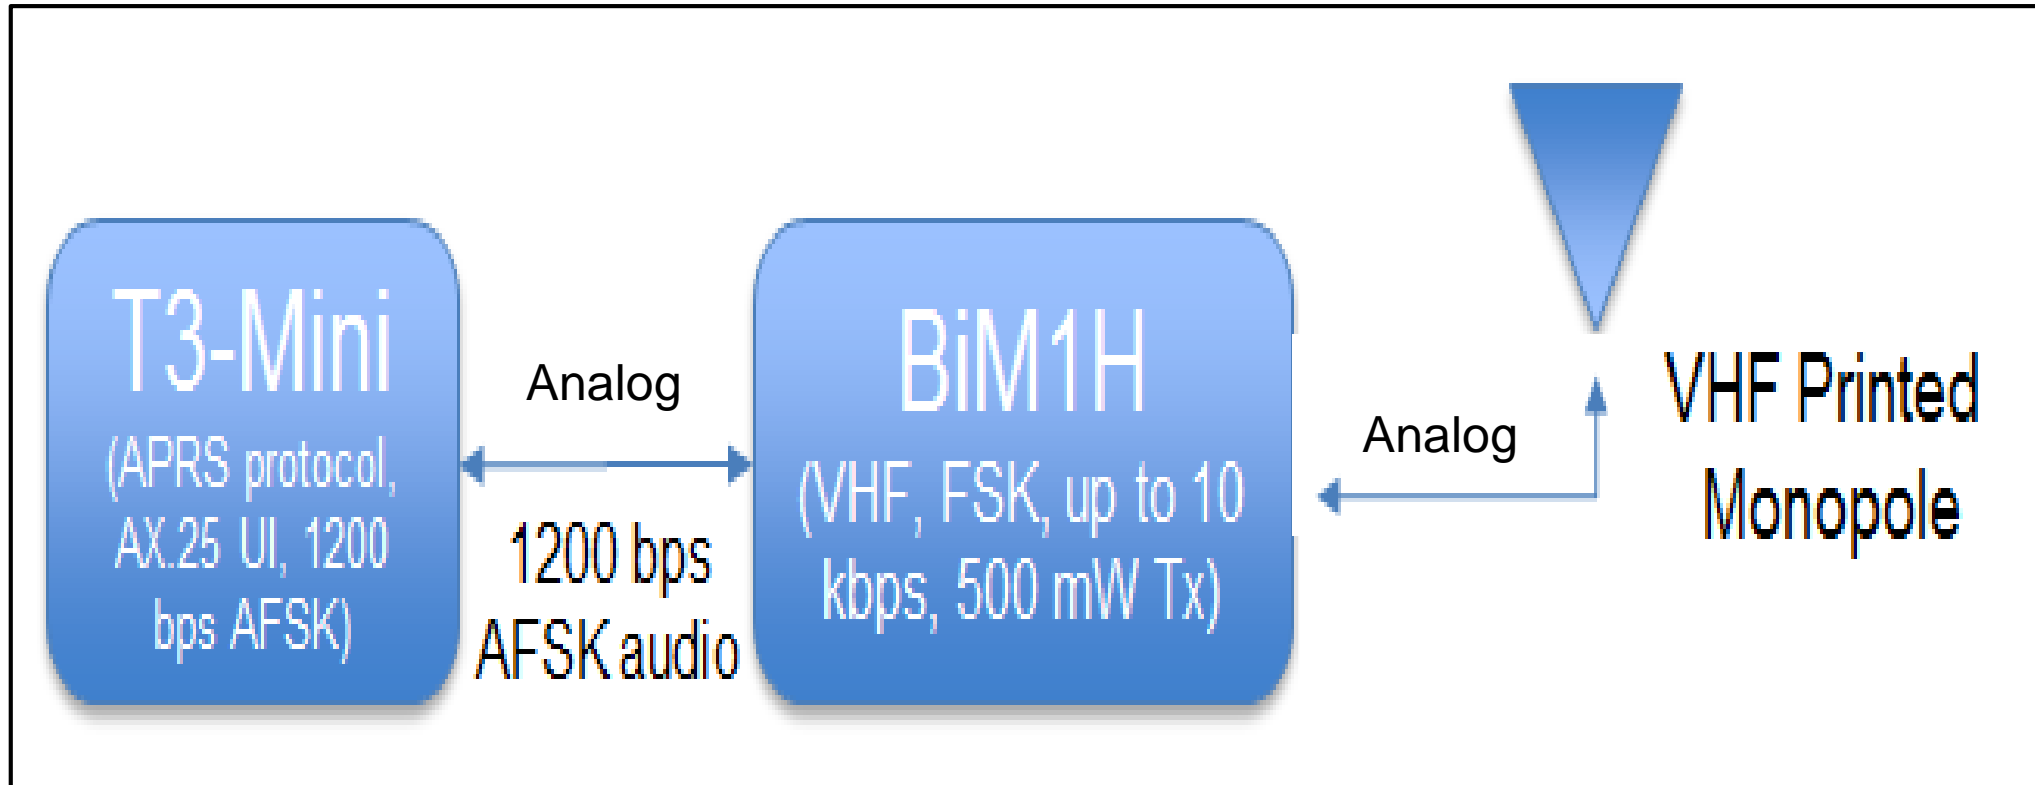 T3-Mini
(APRS protocol,
AX.25 UI, 1200
bps AFSK)
Analog
1200 bps
AFSK audio
BiM1H
(VHF, FSK, up to 10
kbps, 500 mW Tx)
Analog
VHF Printed
Monopole